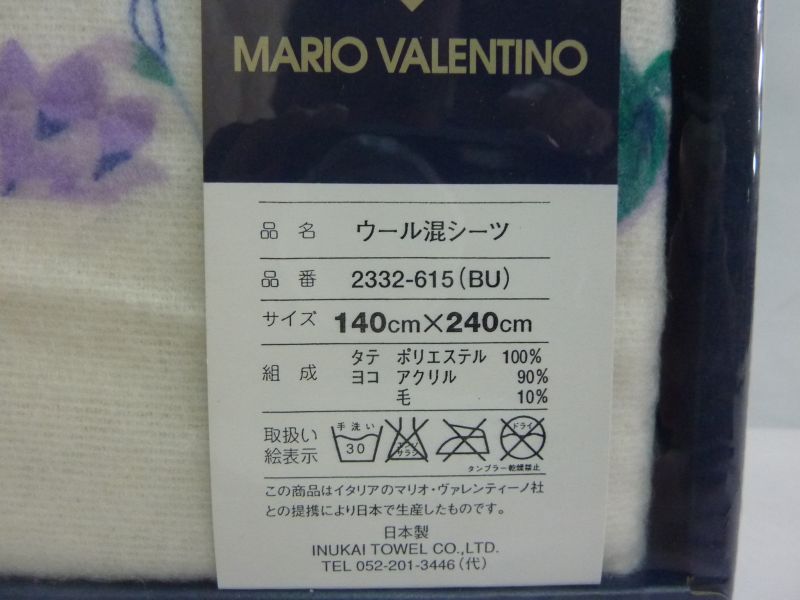 MARIO VALENTINO
品名 ウール混シーツ
品番 2332-615(BU)
サイズ 140cm×240cm
組成 タテ ポリエステル 100%
ヨコ アクリル 90%
毛 10%
取扱い
絵表示
手洗い
30
エンソ
サラシ
ドライ
タンブラー乾燥禁止
この商品はイタリアのマリオ・ヴァレンティーノ社
との提携により日本で生産したものです。
日本製
INUKAI TOWEL CO.,LTD.
TEL 052-201-3446(代)